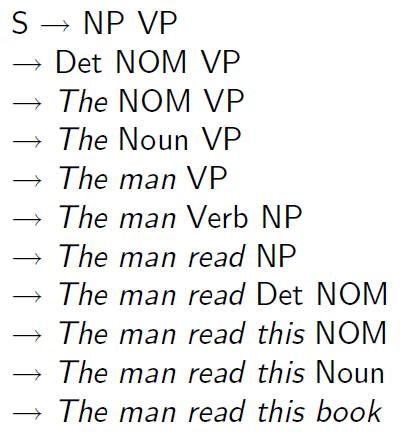 S → NP VP
→ Det NOM VP
→ The NOM VP
→ The Noun VP
→ The man VP
→ The man Verb NP
→ The man read NP
→ The man read Det NOM
→ The man read this NOM
→ The man read this Noun
→ The man read this book